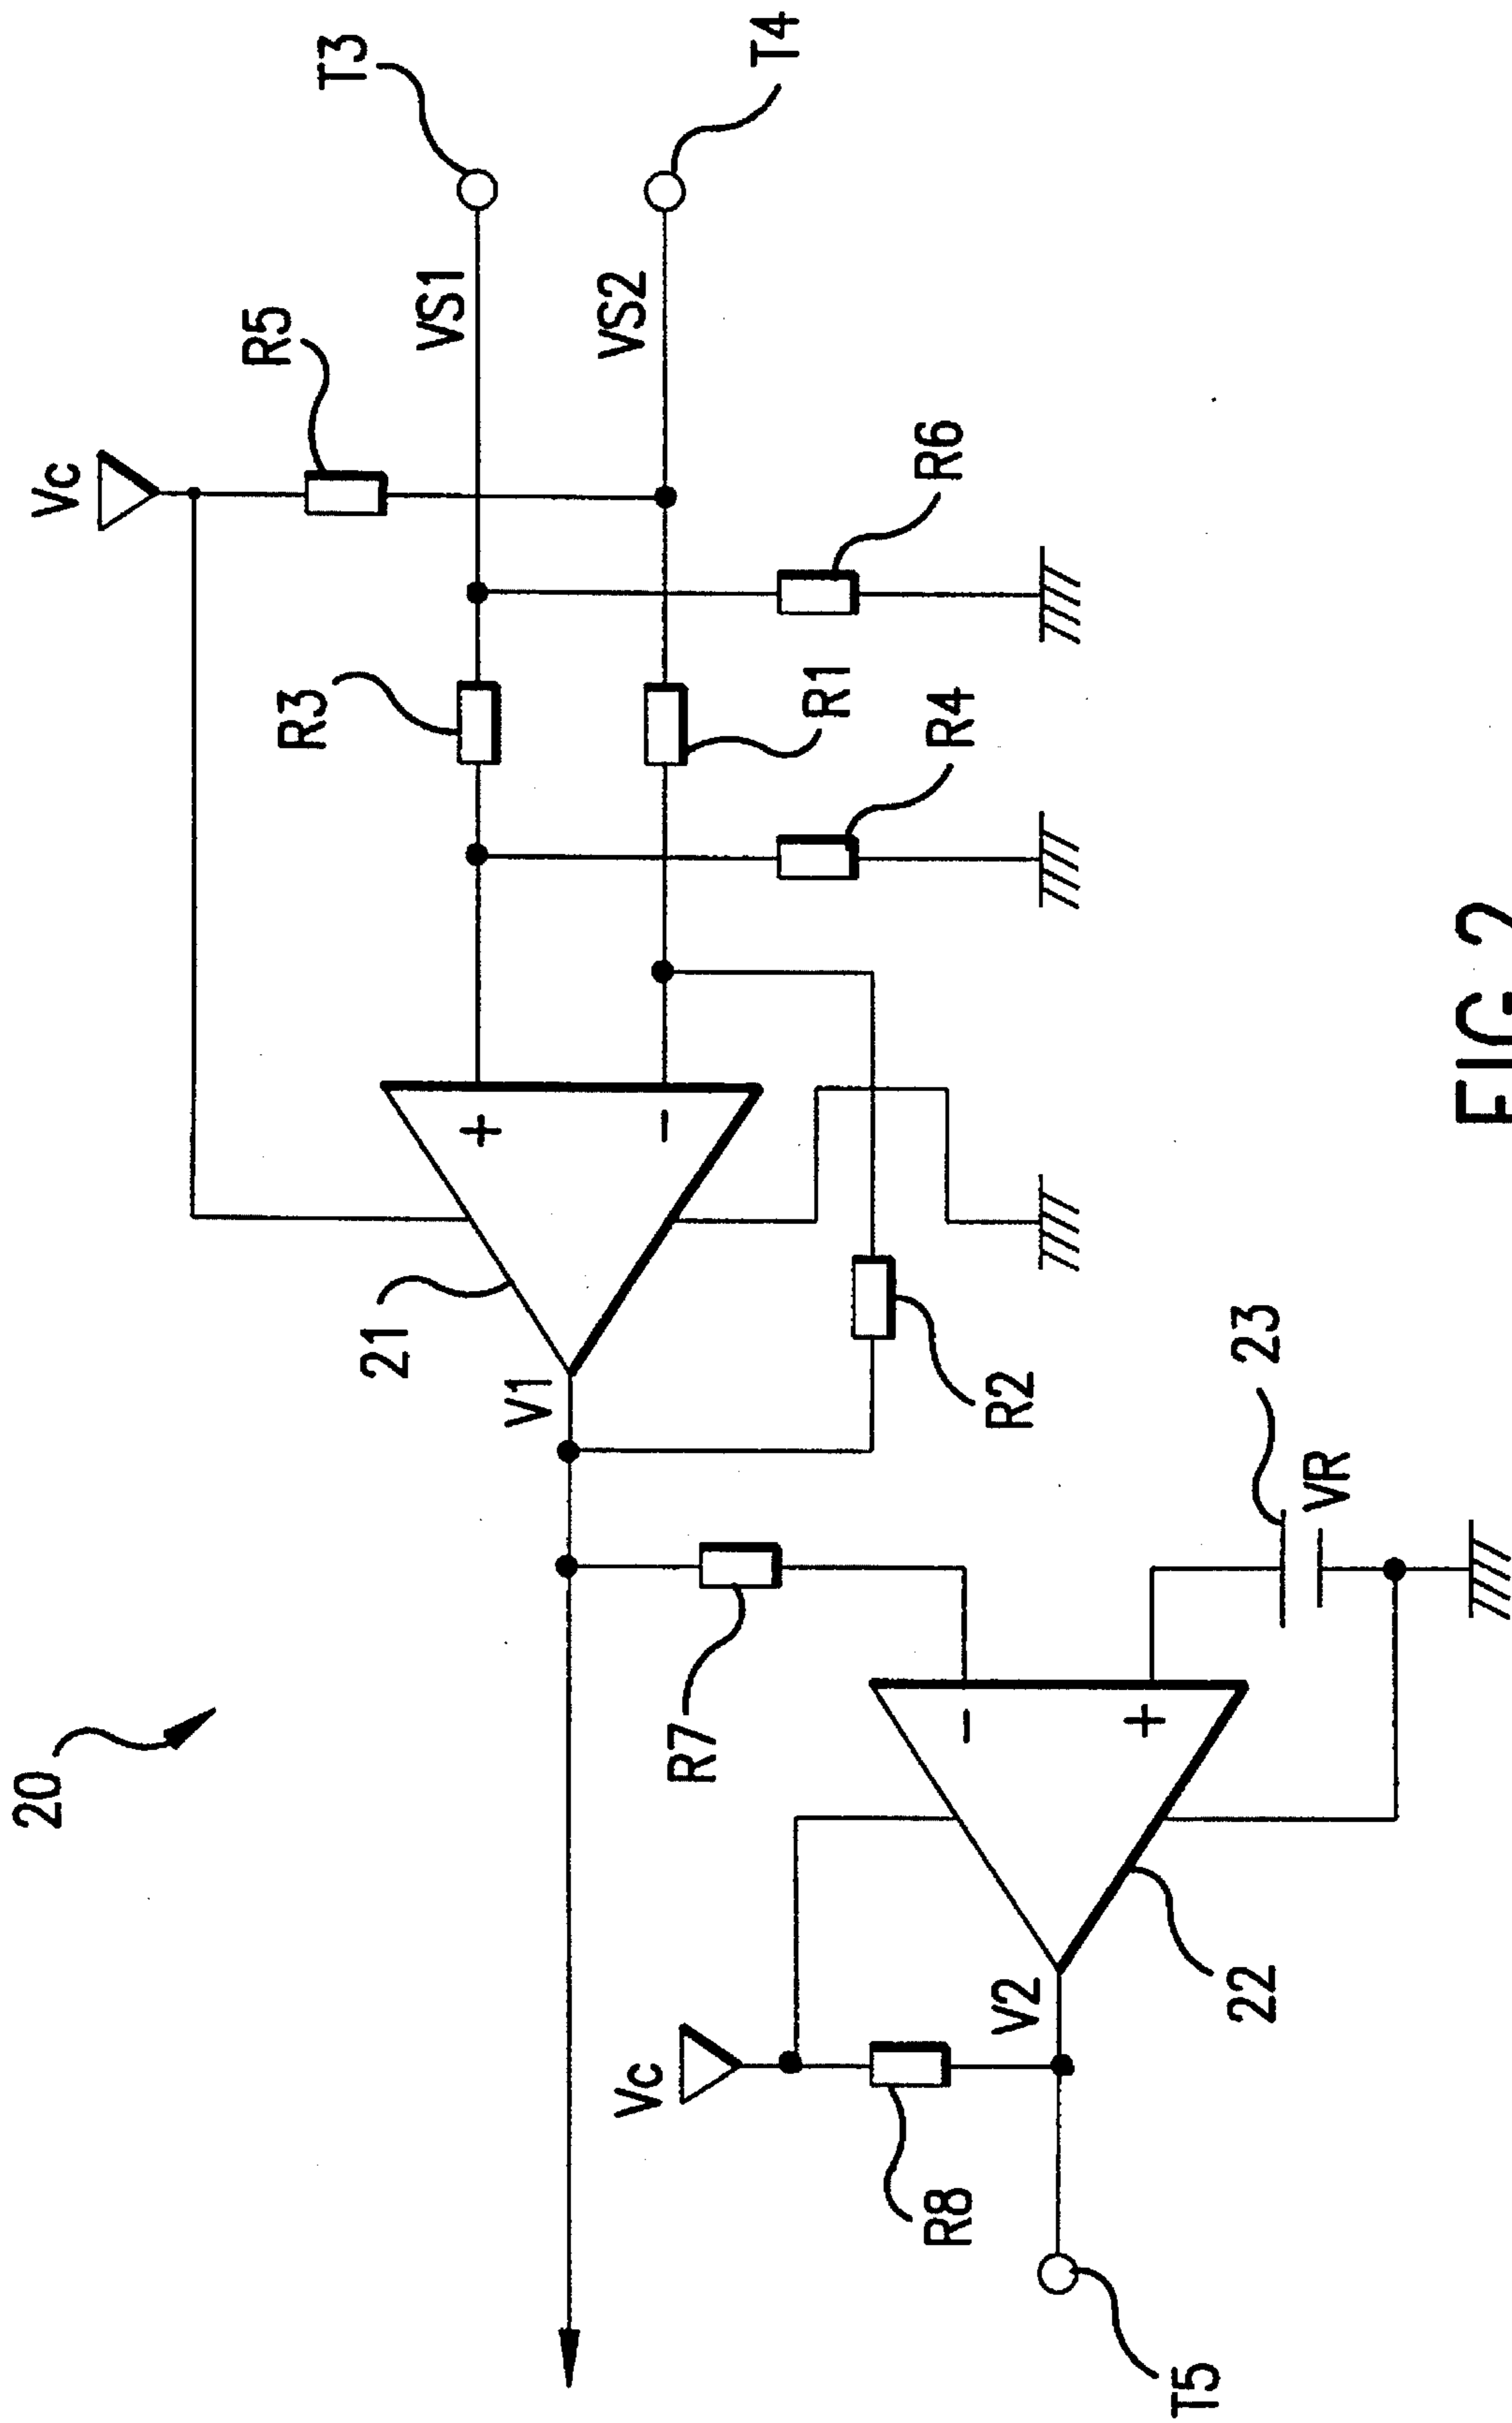 20
Vc
R5
T3
VS1
T4
VS2
R3
R6
R1
R4
21
V1
R2
23
VR
R7
Vc
V2
22
R8
T5
+
-
-
+
FIG. 2